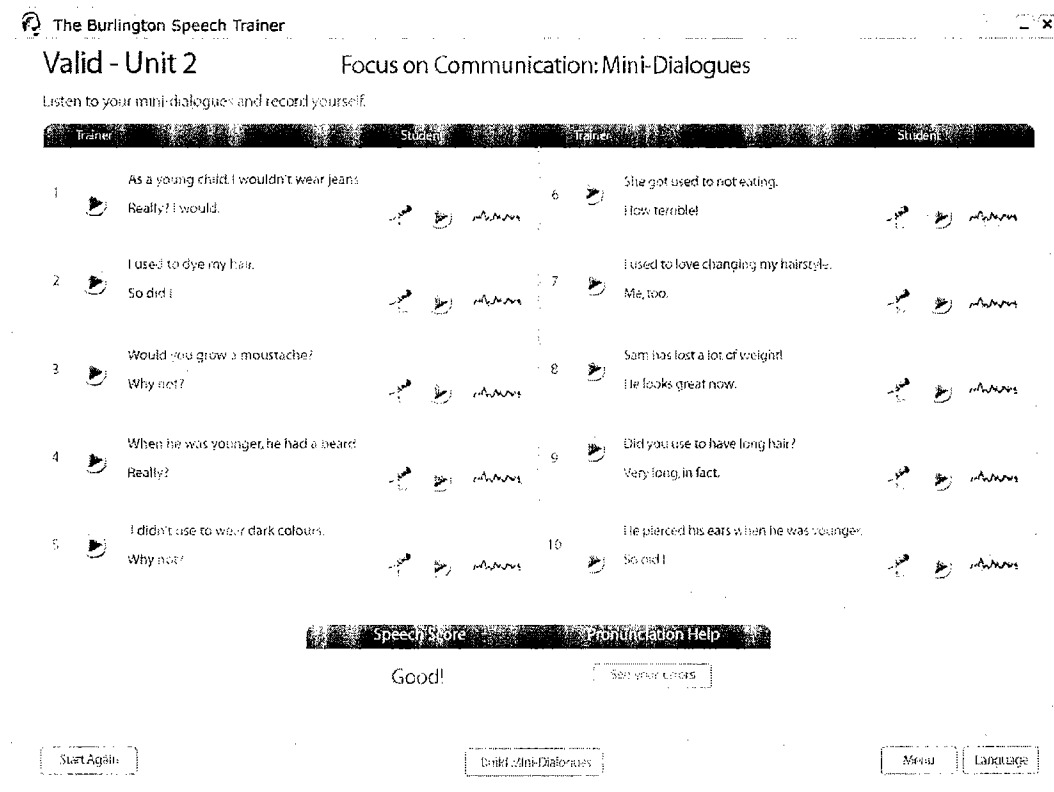 The Burlington Speech Trainer
Valid - Unit 2
Focus on Communication: Mini-Dialogues
Listen to your mini-dialogues and record yourself.
Trainer Student Trainer Student
1
As a young child, I wouldn't wear jeans
Really? I would.
2
I used to dye my hair.
So did I
3
Would you grow a moustache?
Why not?
4
When he was younger, he had a beard
Really?
5
I didn't use to wear dark colours.
Why not?
6
She got used to not eating.
How terrible!
7
I used to love changing my hairstyle.
Me, too.
8
Sam has lost a lot of weight!
He looks great now.
9
Did you use to have long hair?
Very long, in fact.
10
He pierced his ears when he was younger.
So did I
Speech Score Pronunciation Help
Good! See your errors
Start Again Build Mini-Dialogues Menu Language